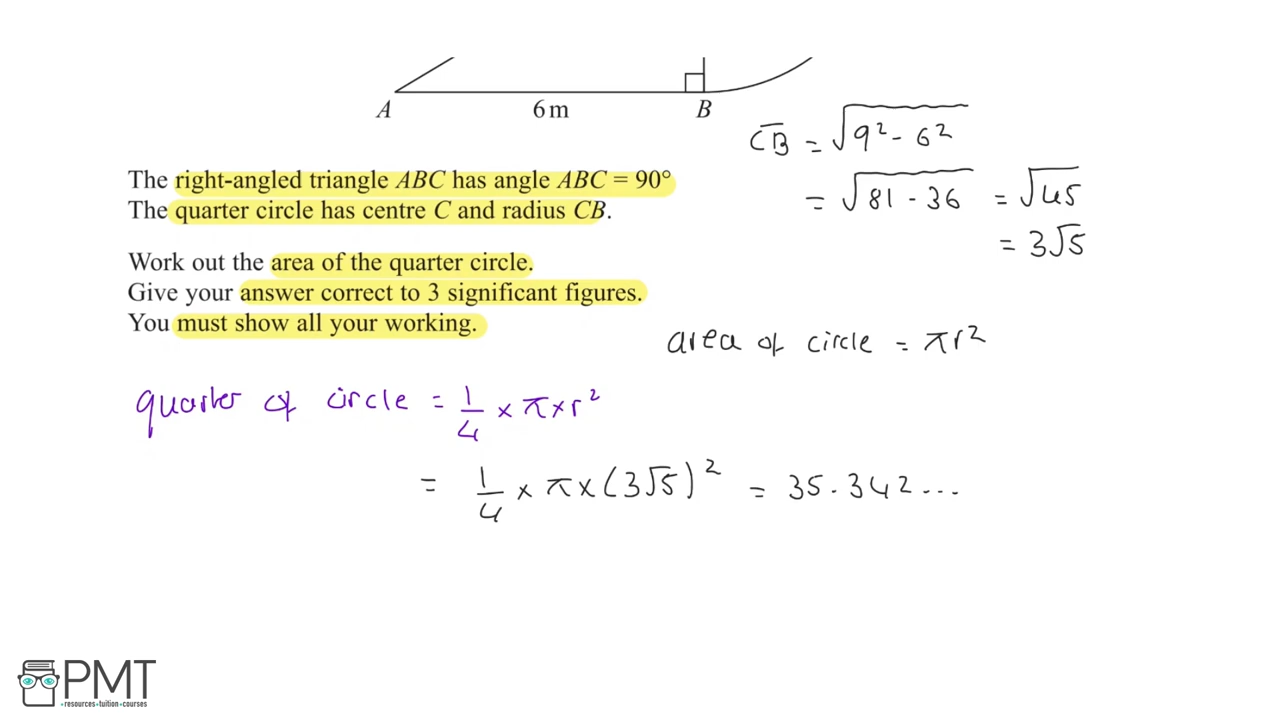 A 6 m B
The right-angled triangle ABC has angle ABC = 90°
The quarter circle has centre C and radius CB.
Work out the area of the quarter circle.
Give your answer correct to 3 significant figures.
You must show all your working.
CB = √(9² - 6²)
= √(81 - 36) = √45
= 3√5
area of circle = πr²
quarter of circle = 1/4 × π × r²
= 1/4 × π × (3√5)² = 35.342...
PMT
•resources•tuition•courses